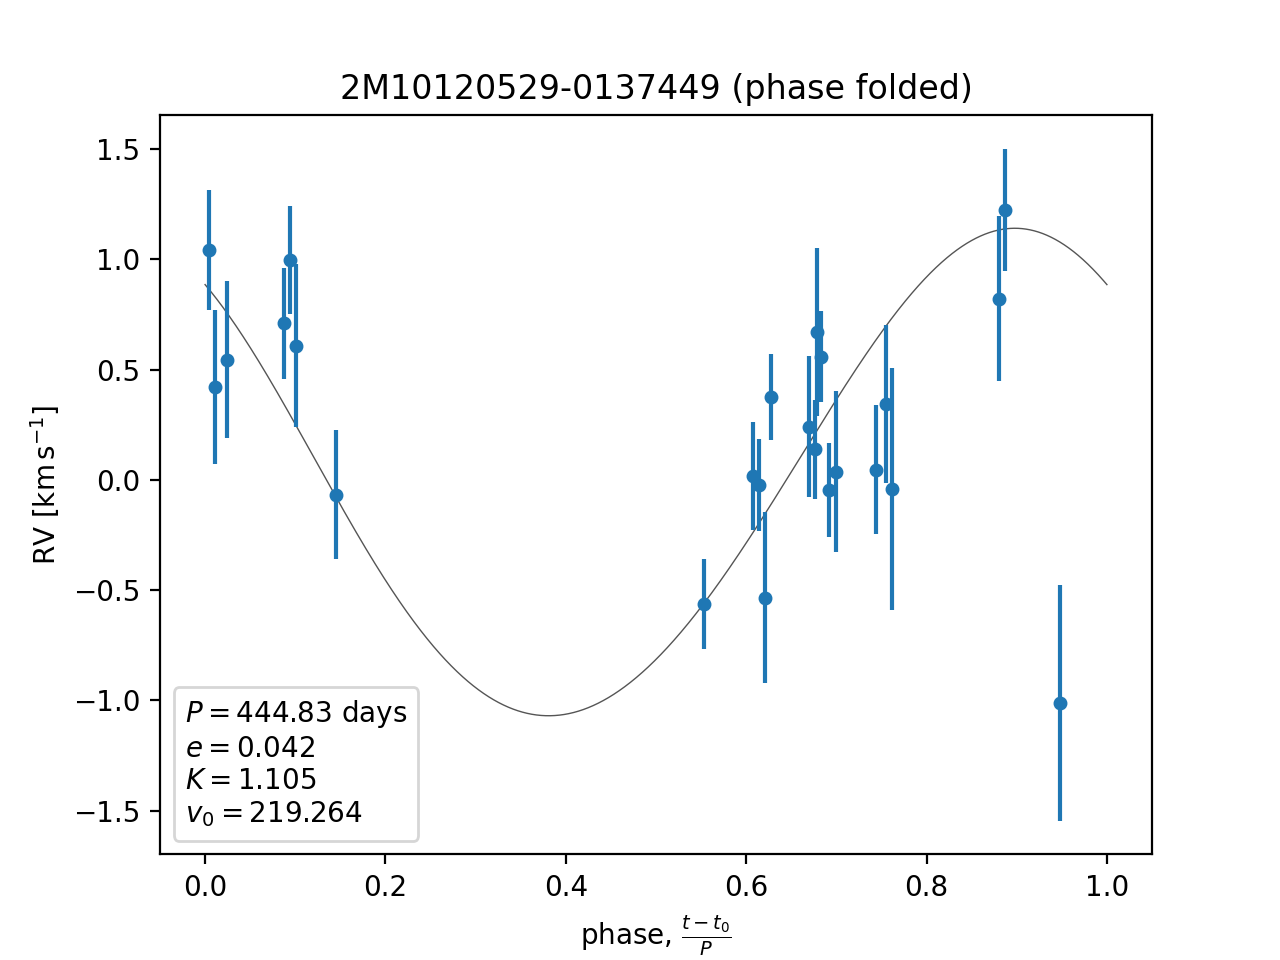 2M10120529-0137449 (phase folded)
RV [km s⁻¹]
1.5
1.0
0.5
0.0
−0.5
−1.0
−1.5
P = 444.83 days
e = 0.042
K = 1.105
v₀ = 219.264
0.0 0.2 0.4 0.6 0.8 1.0
phase, (t − t₀)/P